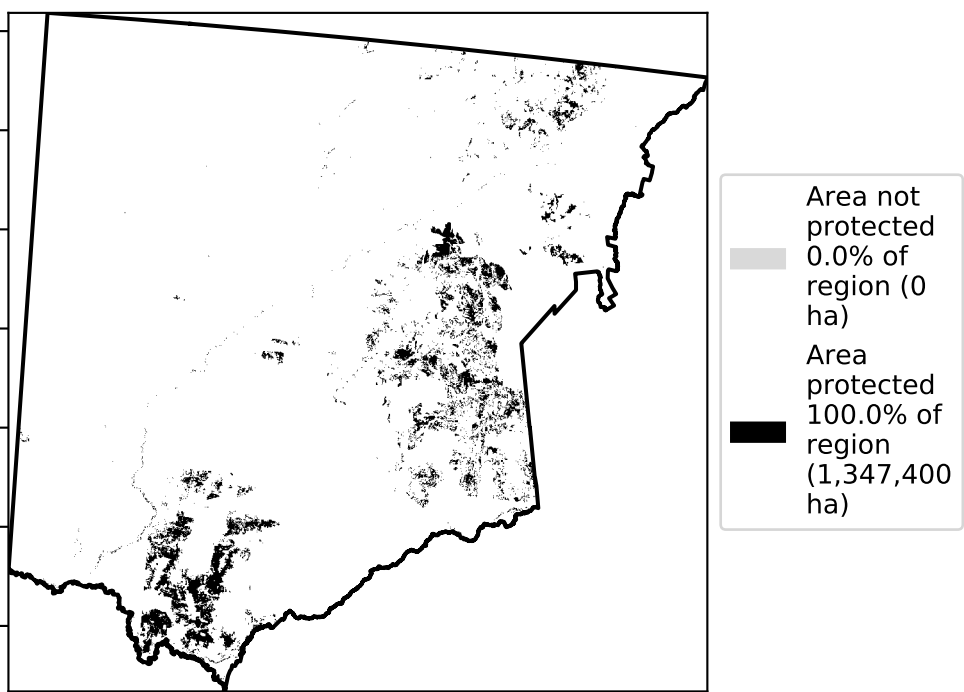 Area not
protected
0.0% of
region (0
ha)
Area
protected
100.0% of
region
(1,347,400
ha)